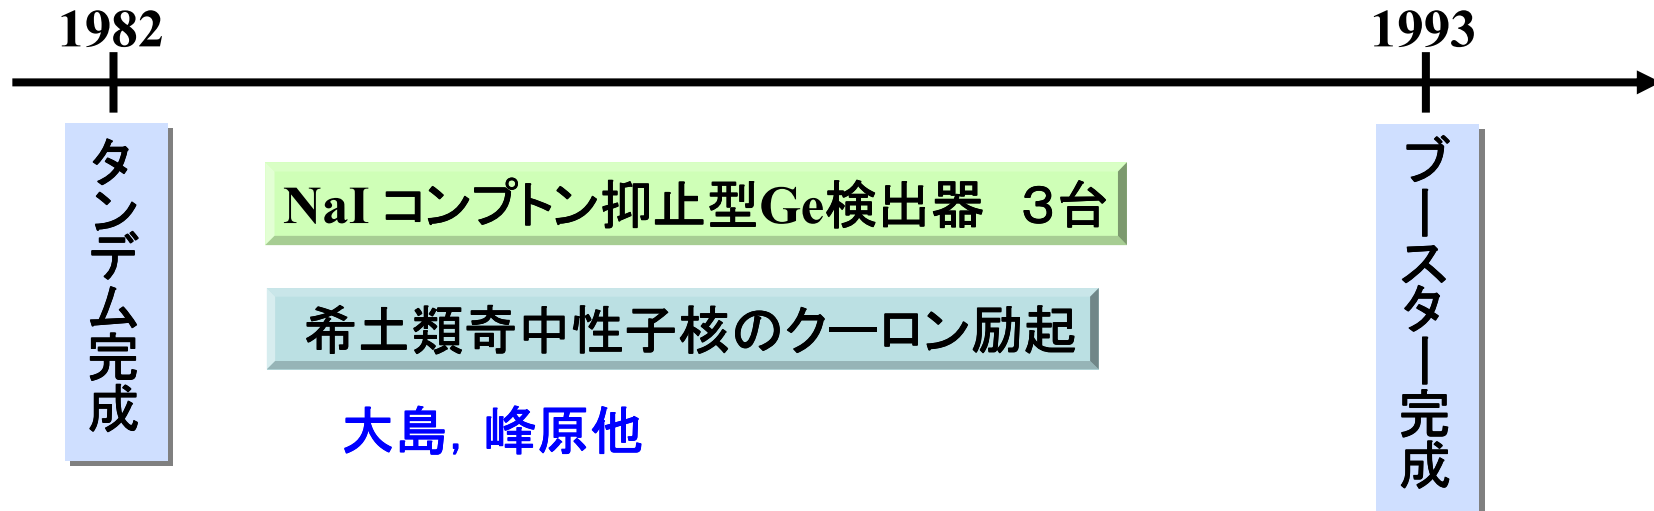 1982
1993
タンデム完成
NaI コンプトン抑止型Ge検出器　３台
希土類奇中性子核のクーロン励起
大島，峰原他
ブースター完成